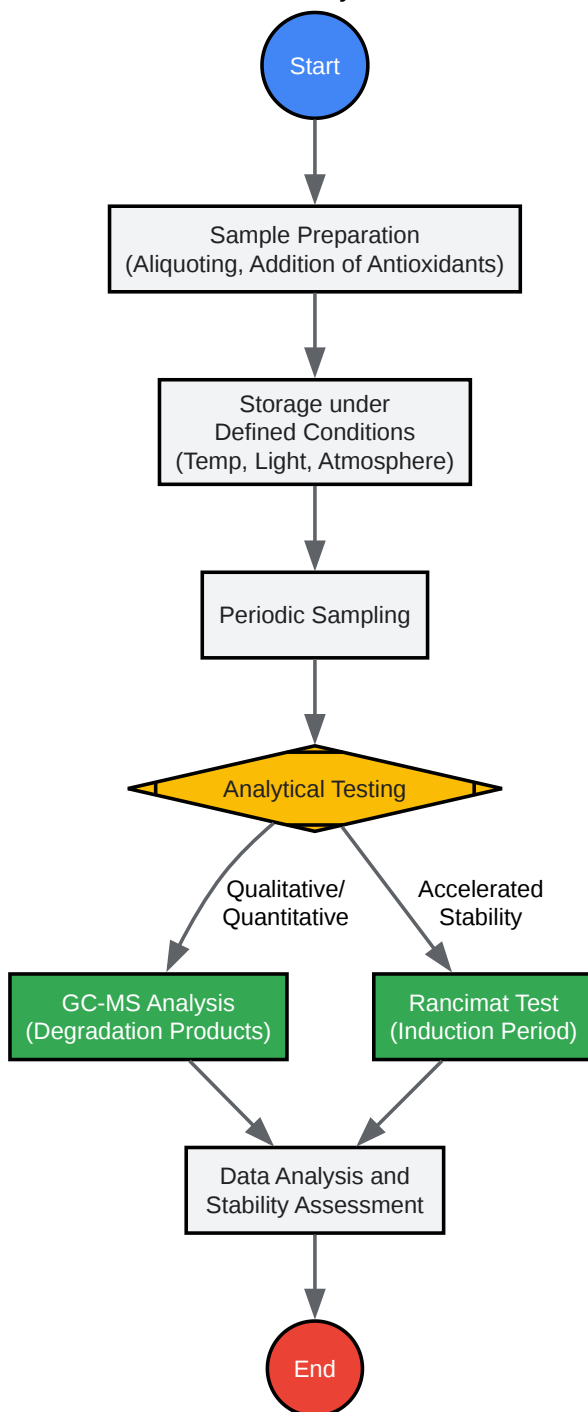 Start
Sample Preparation
(Aliquoting, Addition of Antioxidants)
Storage under
Defined Conditions
(Temp, Light, Atmosphere)
Periodic Sampling
Analytical Testing
Qualitative/
Quantitative
Accelerated
Stability
GC-MS Analysis
(Degradation Products)
Rancimat Test
(Induction Period)
Data Analysis and
Stability Assessment
End